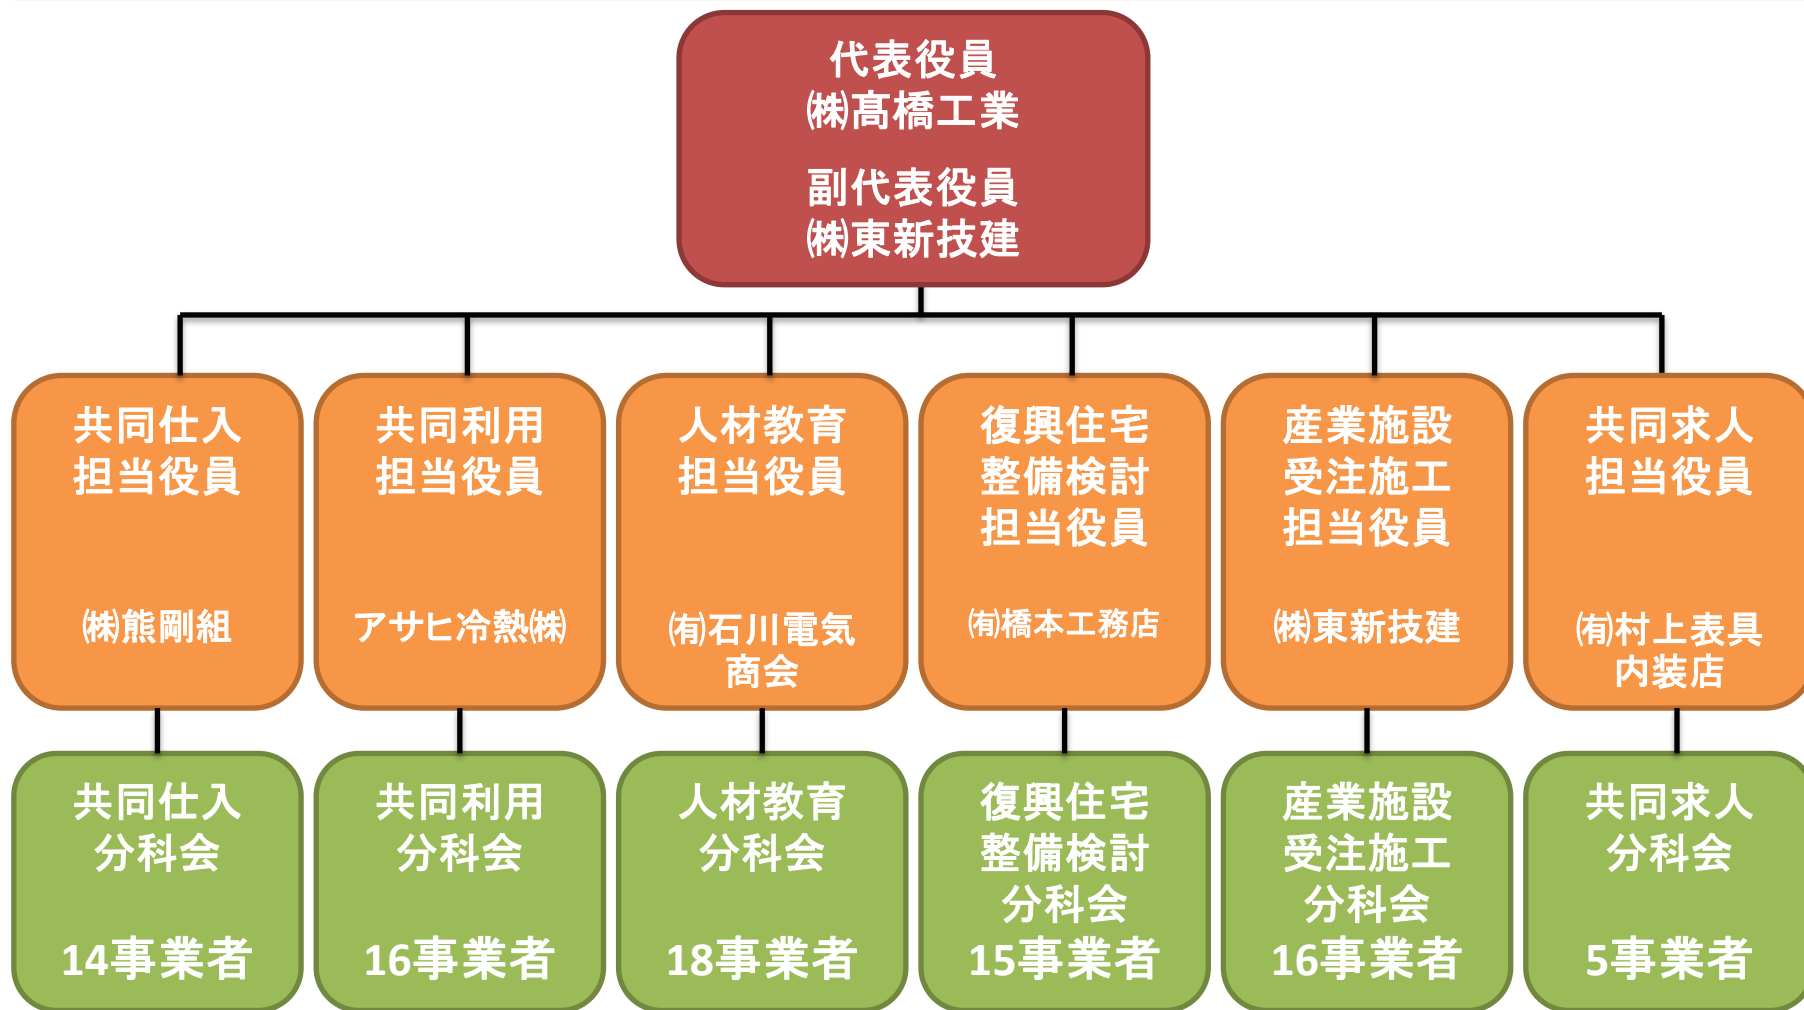 代表役員
㈱髙橋工業
副代表役員
㈱東新技建
共同仕入
担当役員
㈱熊剛組
共同利用
担当役員
アサヒ冷熱㈱
人材教育
担当役員
㈲石川電気
商会
復興住宅
整備検討
担当役員
㈲橋本工務店
産業施設
受注施工
担当役員
㈱東新技建
共同求人
担当役員
㈲村上表具
内装店
共同仕入
分科会
14事業者
共同利用
分科会
16事業者
人材教育
分科会
18事業者
復興住宅
整備検討
分科会
15事業者
産業施設
受注施工
分科会
16事業者
共同求人
分科会
5事業者